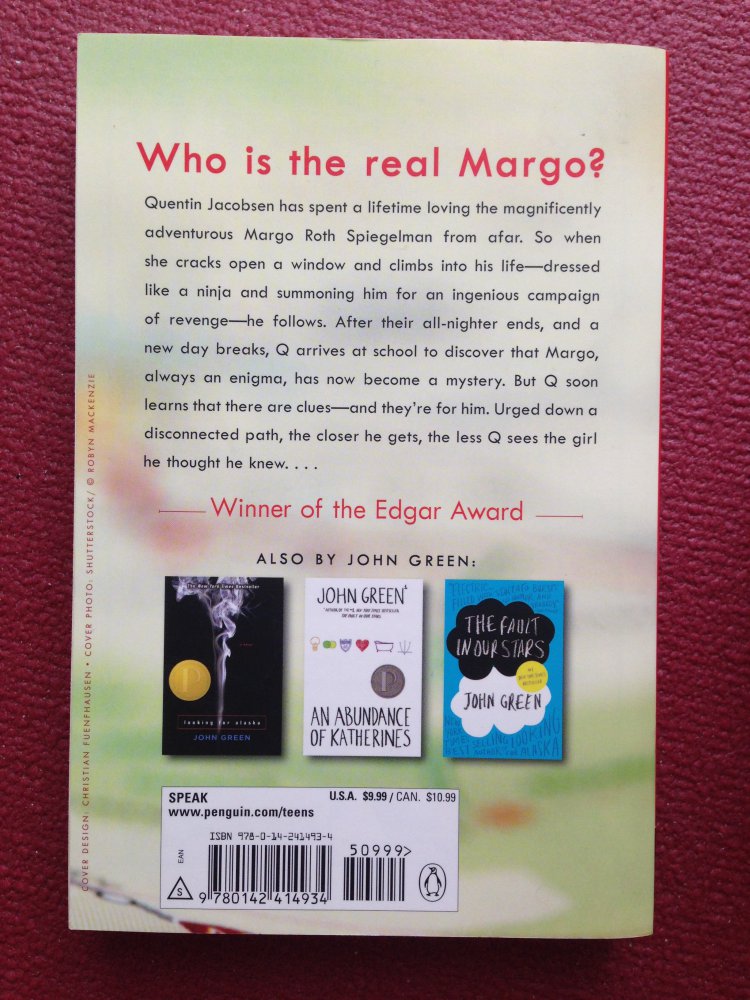 Who is the real Margo?
Quentin Jacobsen has spent a lifetime loving the magnificently
adventurous Margo Roth Spiegelman from afar. So when
she cracks open a window and climbs into his life—dressed
like a ninja and summoning him for an ingenious campaign
of revenge—he follows. After their all-nighter ends, and a
new day breaks, Q arrives at school to discover that Margo,
always an enigma, has now become a mystery. But Q soon
learns that there are clues—and they're for him. Urged down a
disconnected path, the closer he gets, the less Q sees the girl
he thought he knew. . . .
Winner of the Edgar Award
ALSO BY JOHN GREEN:
The New York Times Bestseller
looking for alaska
JOHN GREEN
JOHN GREEN
AN ABUNDANCE
OF KATHERINES
THE FAULT
IN OUR STARS
JOHN GREEN
SPEAK
www.penguin.com/teens
U.S.A. $9.99 / CAN. $10.99
ISBN 978-0-14-241493-4
50999>
EAN
S
9 780142 414934
COVER DESIGN: CHRISTIAN FUENFHAUSEN • COVER PHOTO: SHUTTERSTOCK/ © ROBYN MACKENZIE